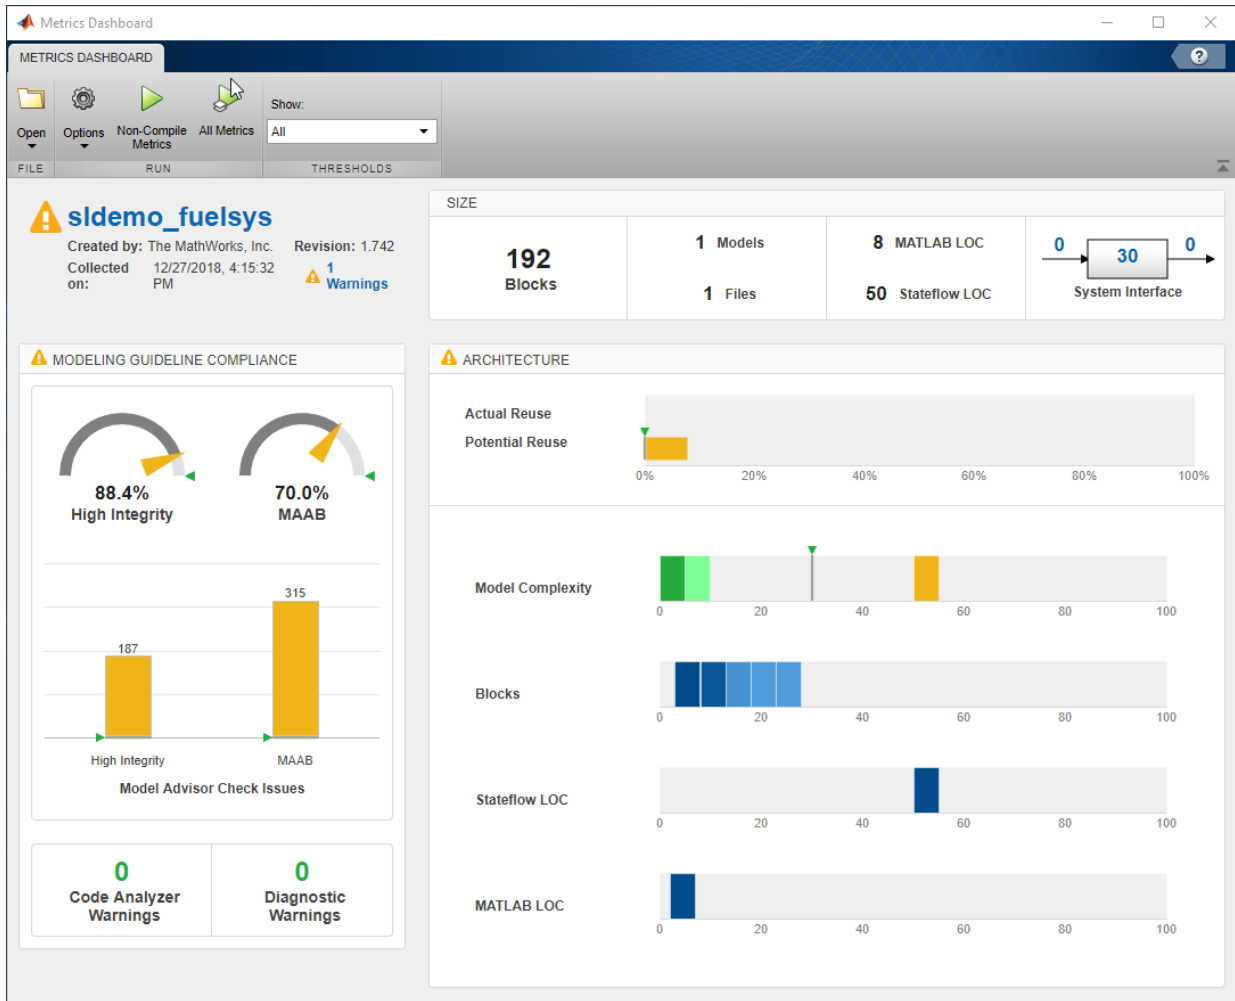 Metrics Dashboard
METRICS DASHBOARD
?
Show:
Open
Options
Non-Compile
Metrics
All Metrics
All
FILE
RUN
THRESHOLDS
sldemo_fuelsys
Created by: The MathWorks, Inc. Revision: 1.742
Collected
on:
12/27/2018, 4:15:32
PM
1
Warnings
SIZE
192
Blocks
1 Models
1 Files
8 MATLAB LOC
50 Stateflow LOC
0
30
0
System Interface
MODELING GUIDELINE COMPLIANCE
88.4%
High Integrity
70.0%
MAAB
187
315
High Integrity
MAAB
Model Advisor Check Issues
0
Code Analyzer
Warnings
0
Diagnostic
Warnings
ARCHITECTURE
Actual Reuse
Potential Reuse
0% 20% 40% 60% 80% 100%
Model Complexity
0 20 40 60 80 100
Blocks
0 20 40 60 80 100
Stateflow LOC
0 20 40 60 80 100
MATLAB LOC
0 20 40 60 80 100